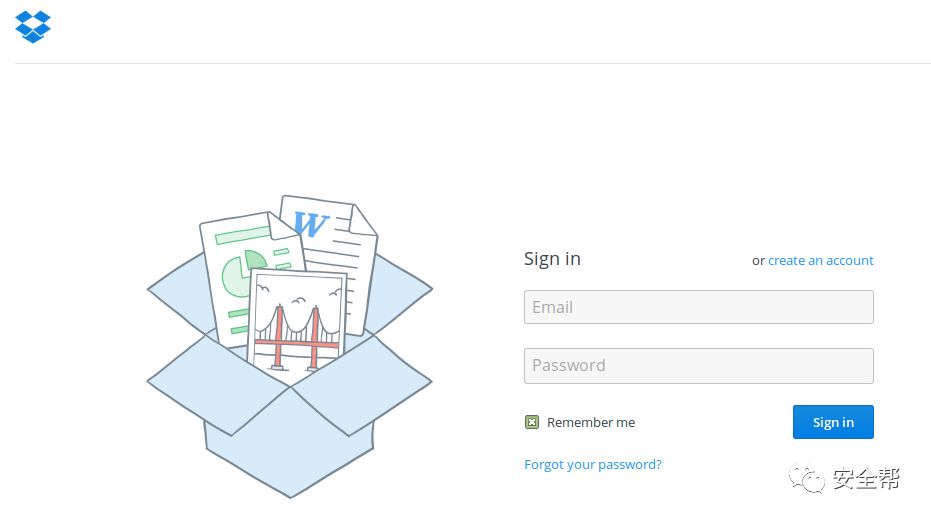 W
Sign in
or create an account
Email
Password
Remember me
Sign in
Forgot your password?
安全帮